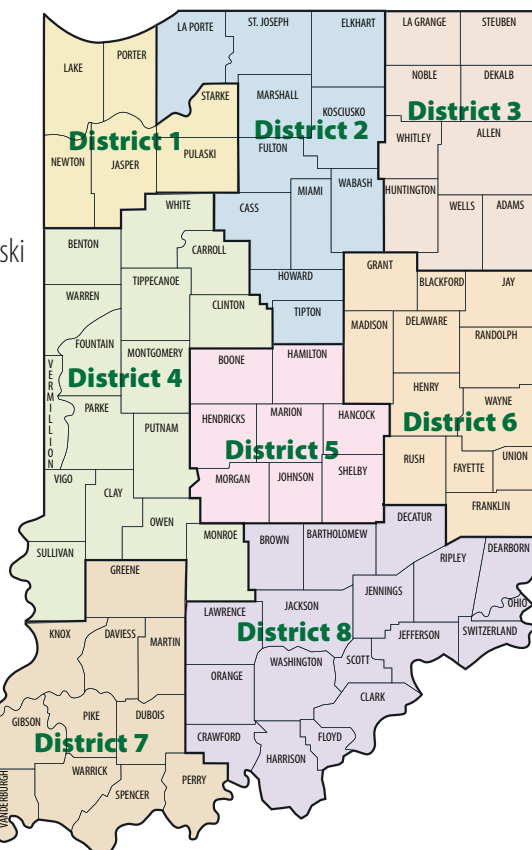 LA PORTE
ST. JOSEPH
ELKHART
LA GRANGE
STEUBEN
LAKE
PORTER
NOBLE
DEKALB
STARKE
MARSHALL
KOSCIUSKO
District 3
District 1
District 2
WHITLEY
ALLEN
NEWTON
JASPER
PULASKI
FULTON
MIAMI
WABASH
HUNTINGTON
WELLS
ADAMS
WHITE
CASS
ski
BENTON
CARROLL
GRANT
HOWARD
BLACKFORD
JAY
WARREN
TIPPECANOE
CLINTON
TIPTON
MADISON
DELAWARE
RANDOLPH
FOUNTAIN
MONTGOMERY
BOONE
HAMILTON
VERMILLION
District 4
HENRY
WAYNE
PARKE
PUTNAM
HENDRICKS
MARION
HANCOCK
District 6
District 5
RUSH
FAYETTE
UNION
VIGO
CLAY
MORGAN
JOHNSON
SHELBY
FRANKLIN
OWEN
DECATUR
SULLIVAN
MONROE
BROWN
BARTHOLOMEW
RIPLEY
DEARBORN
GREENE
JENNINGS
OHIO
LAWRENCE
JACKSON
KNOX
DAVIESS
MARTIN
District 8
JEFFERSON
SWITZERLAND
ORANGE
WASHINGTON
SCOTT
CLARK
GIBSON
PIKE
DUBOIS
District 7
CRAWFORD
FLOYD
HARRISON
WARRICK
PERRY
SPENCER
VANDERBURGH